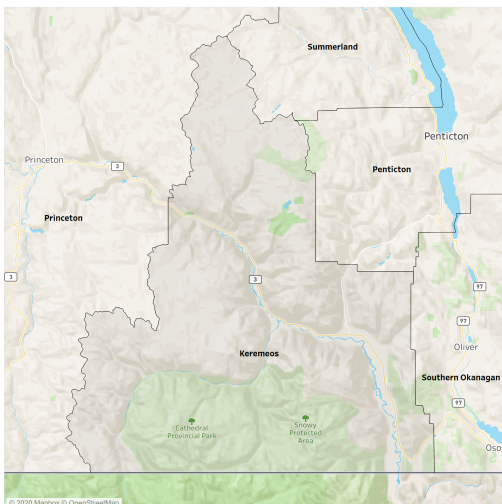 Summerland
Penticton
Princeton
3
Penticton
Princeton
3
3
97
97
Oliver
Keremeos
Southern Okanagan
97
Cathedral
Provincial Park
Snowy
Protected
Area
Oso
© 2020 Mapbox © OpenStreetMap